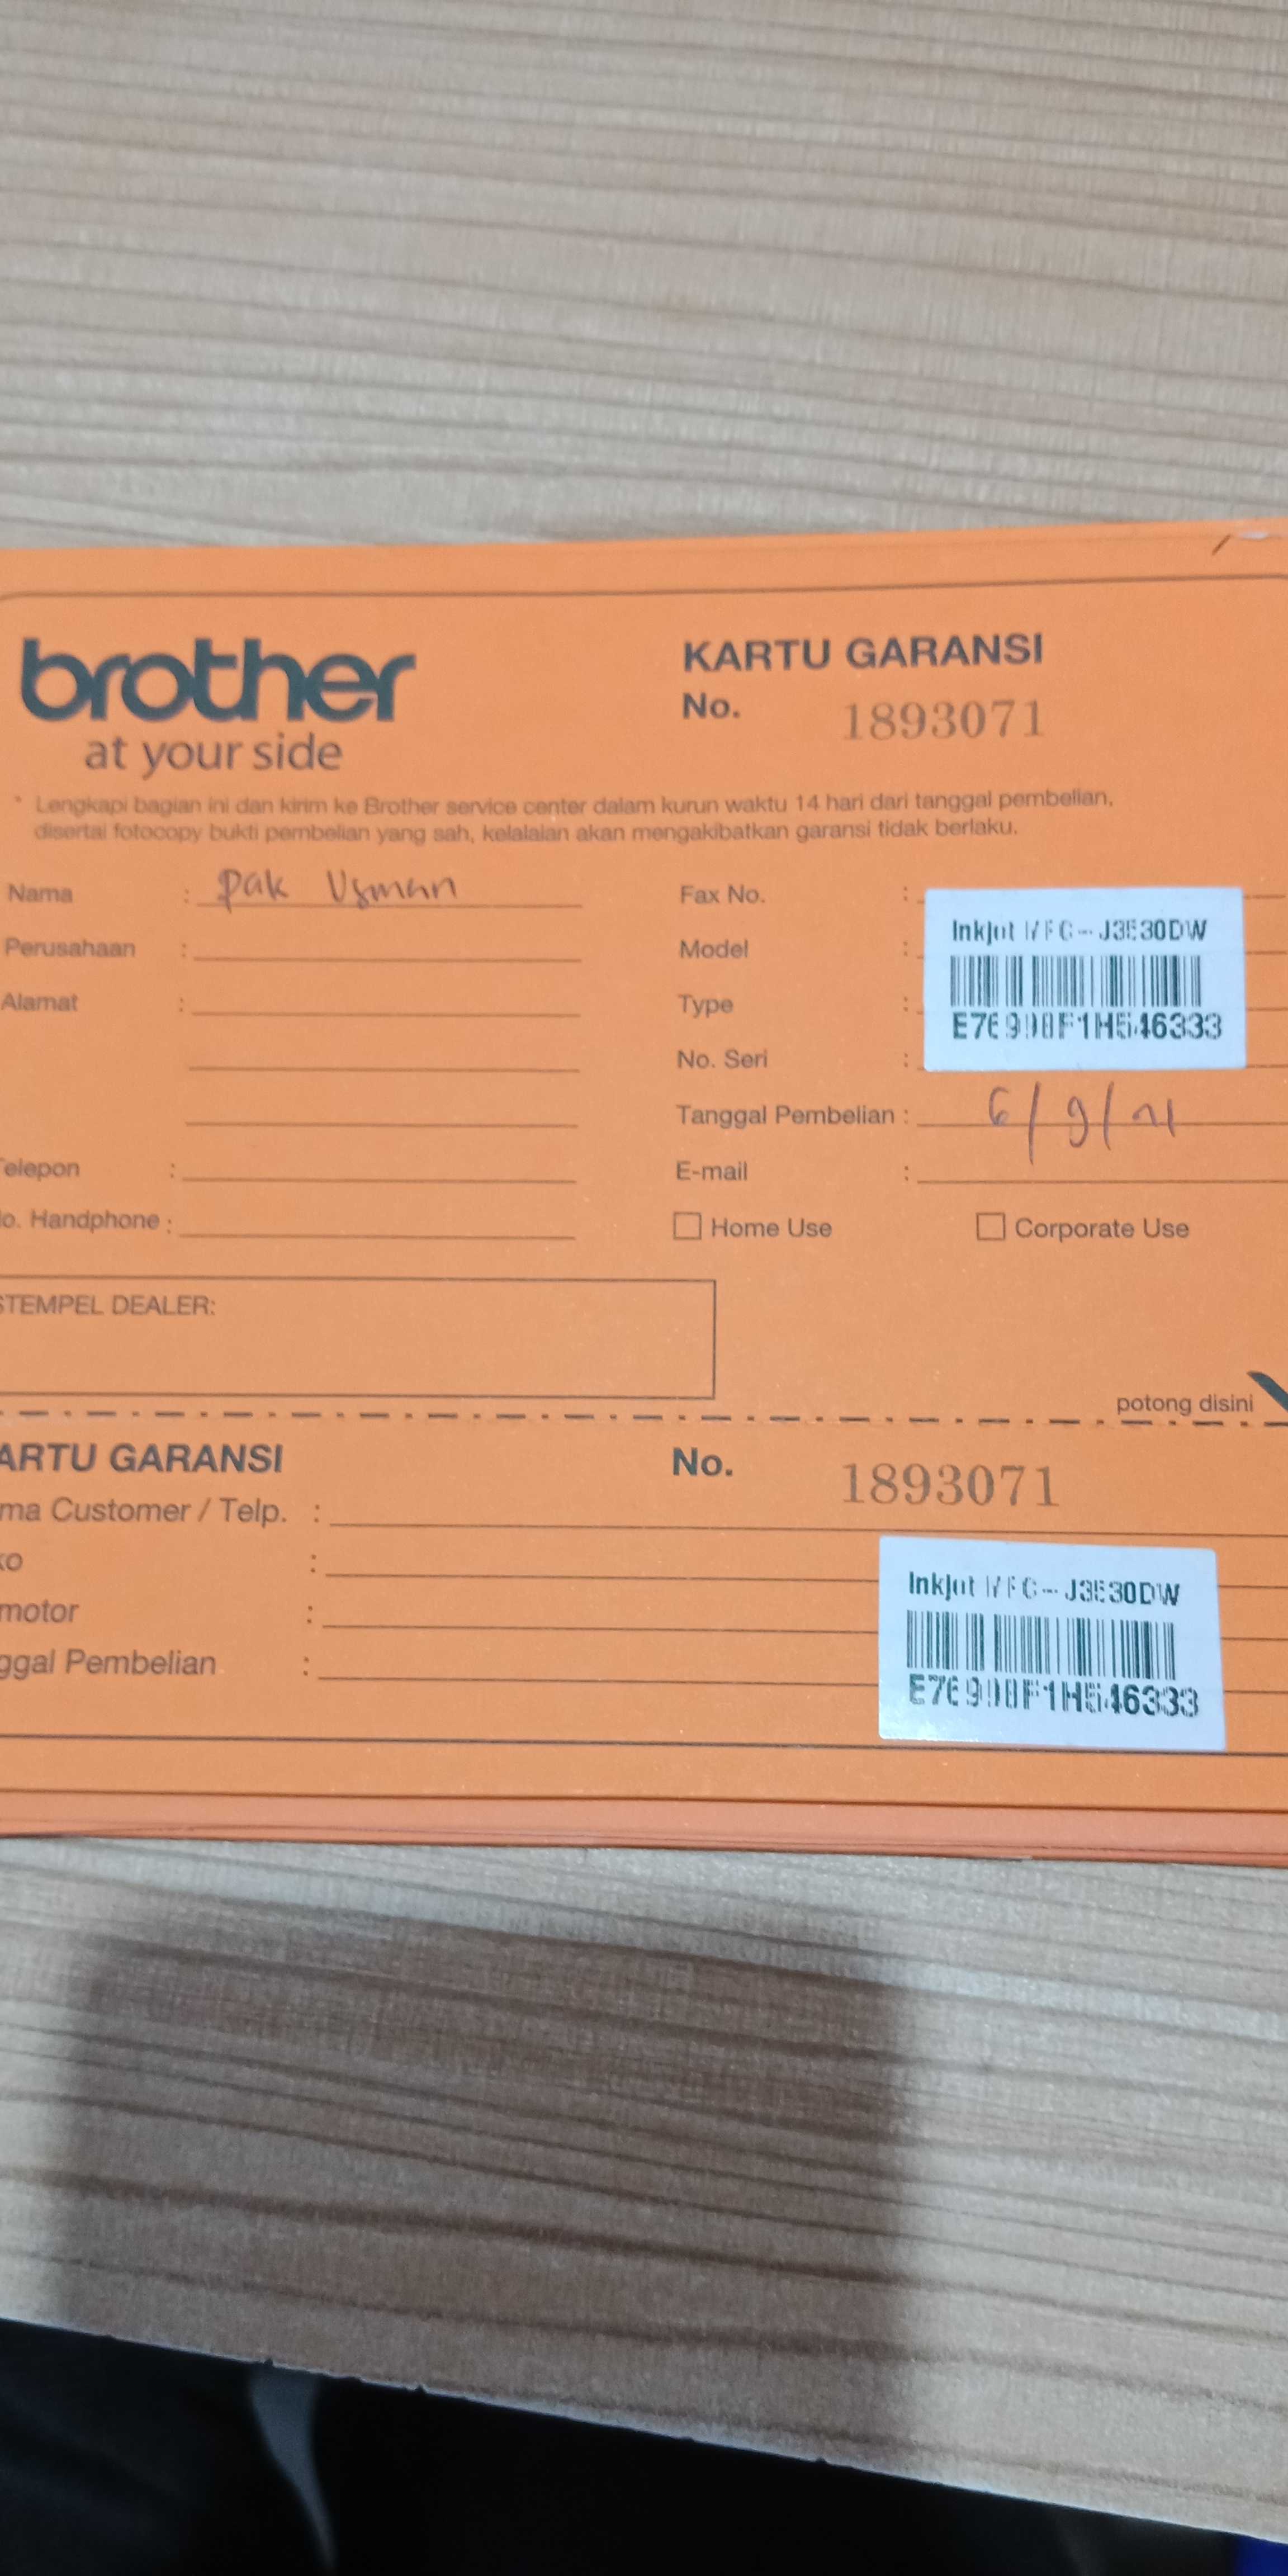 brother
at your side
KARTU GARANSI
No. 1893071
* Lengkapi bagian ini dan kirim ke Brother service center dalam kurun waktu 14 hari dari tanggal pembelian,
disertai fotocopy bukti pembelian yang sah, kelalaian akan mengakibatkan garansi tidak berlaku.
Nama : Pak Usman
Perusahaan :
Alamat :
Telepon :
No. Handphone :
Fax No. :
Model :
Type :
No. Seri :
MFC-J3530DW
Tanggal Pembelian : 6/9/21
E-mail :
Home Use
Corporate Use
STEMPEL DEALER:
potong disini
ARTU GARANSI
No. 1893071
ma Customer / Telp. :
ko :
motor :
ggal Pembelian :
MFC-J3530DW